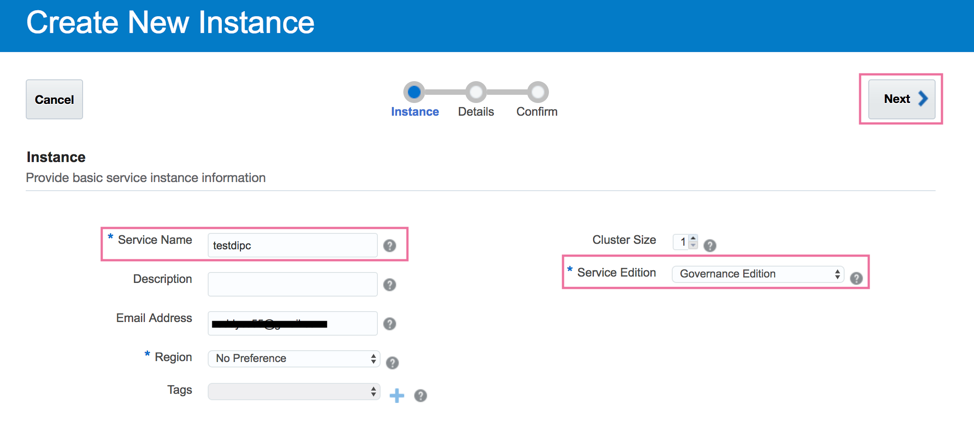 Create New Instance
Cancel
Instance
Details
Confirm
Next
Instance
Provide basic service instance information
* Service Name
testdipc
?
Description
?
Email Address
?
* Region
No Preference
?
Tags
?
Cluster Size
1
?
* Service Edition
Governance Edition
?